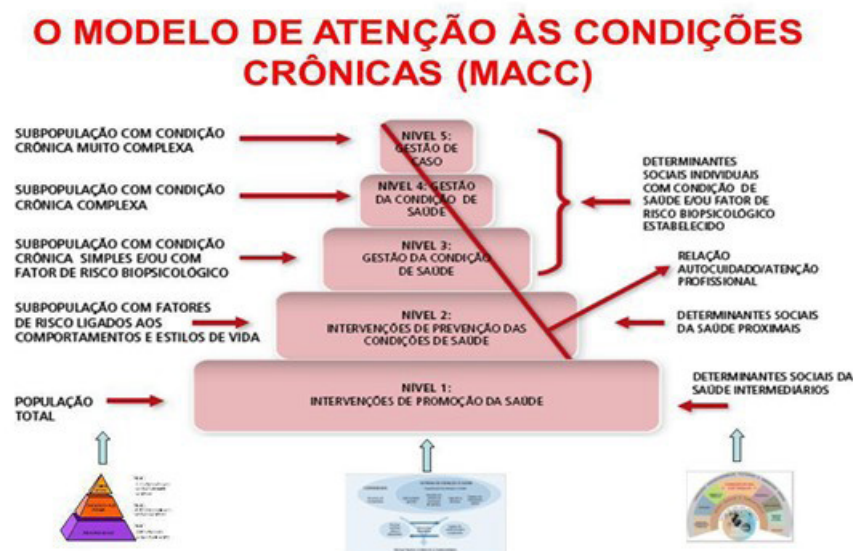 O MODELO DE ATENÇÃO ÀS CONDIÇÕES
CRÔNICAS (MACC)
SUBPOPULAÇÃO COM CONDIÇÃO
CRÔNICA MUITO COMPLEXA
SUBPOPULAÇÃO COM CONDIÇÃO
CRÔNICA COMPLEXA
SUBPOPULAÇÃO COM CONDIÇÃO
CRÔNICA SIMPLES E/OU COM
FATOR DE RISCO BIOPSICOLÓGICO
SUBPOPULAÇÃO COM FATORES
DE RISCO LIGADOS AOS
COMPORTAMENTOS E ESTILOS DE VIDA
POPULAÇÃO
TOTAL
NÍVEL 5:
GESTÃO DE
CASO
NÍVEL 4: GESTÃO
DA CONDIÇÃO DE
SAÚDE
NÍVEL 3:
GESTÃO DA CONDIÇÃO
DE SAÚDE
NÍVEL 2:
INTERVENÇÕES DE PREVENÇÃO DAS
CONDIÇÕES DE SAÚDE
NÍVEL 1:
INTERVENÇÕES DE PROMOÇÃO DA SAÚDE
DETERMINANTES
SOCIAIS INDIVIDUAIS
COM CONDIÇÃO DE
SAÚDE E/OU FATOR DE
RISCO BIOPSICOLÓGICO
ESTABELECIDO
RELAÇÃO
AUTOCUIDADO/ATENÇÃO
PROFISSIONAL
DETERMINANTES SOCIAIS
DA SAÚDE PROXIMAIS
DETERMINANTES SOCIAIS DA
SAÚDE INTERMEDIÁRIOS